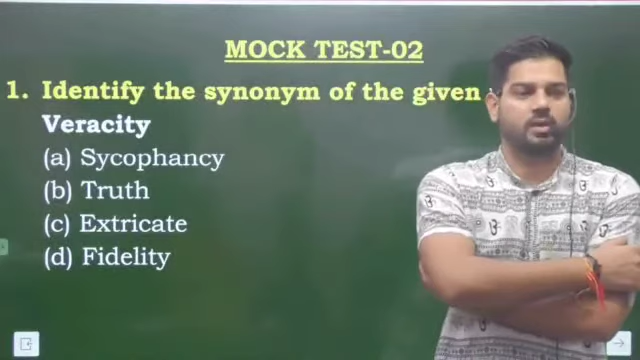 MOCK TEST-02
1. Identify the synonym of the given
Veracity
(a) Sycophancy
(b) Truth
(c) Extricate
(d) Fidelity